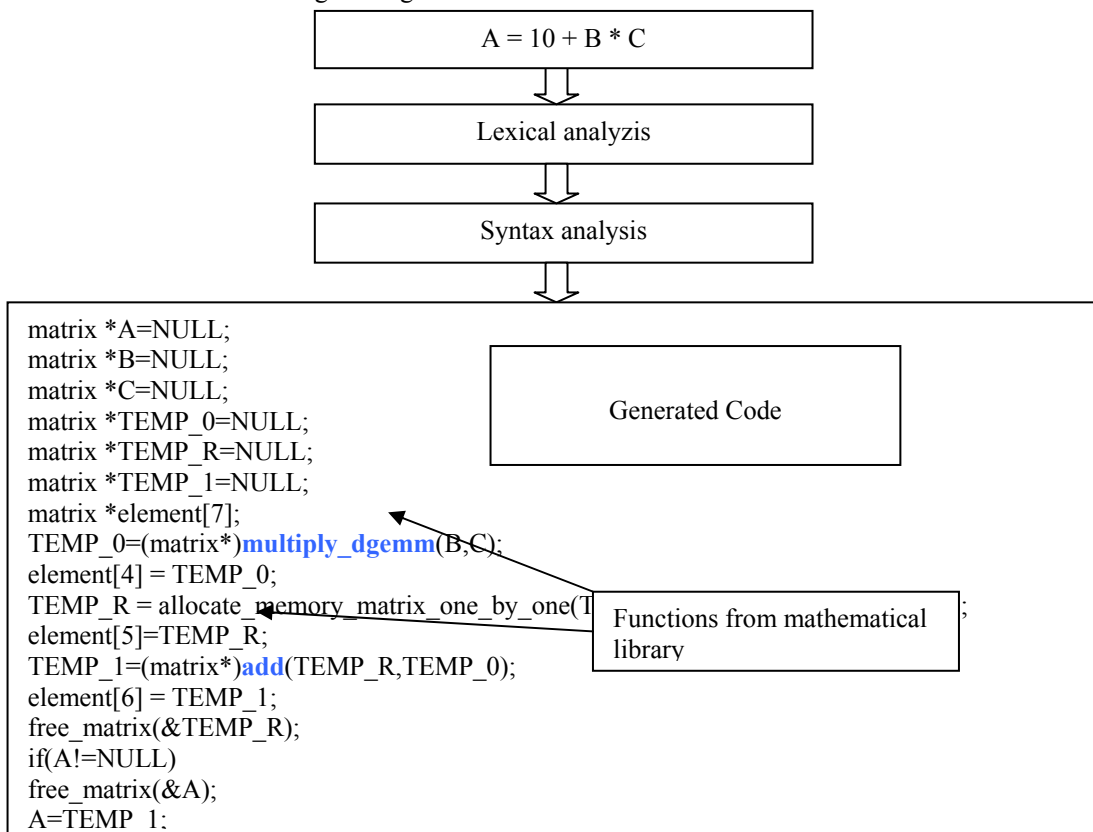 A = 10 + B * C
Lexical analyzis
Syntax analysis
matrix *A=NULL;
matrix *B=NULL;
matrix *C=NULL;
matrix *TEMP_0=NULL;
matrix *TEMP_R=NULL;
matrix *TEMP_1=NULL;
matrix *element[7];
TEMP_0=(matrix*)multiply_dgemm(B,C);
element[4] = TEMP_0;
TEMP_R = allocate_memory_matrix_one_by_one(T ;
element[5]=TEMP_R;
TEMP_1=(matrix*)add(TEMP_R,TEMP_0);
element[6] = TEMP_1;
free_matrix(&TEMP_R);
if(A!=NULL)
free_matrix(&A);
A=TEMP_1;
Generated Code
Functions from mathematical
library